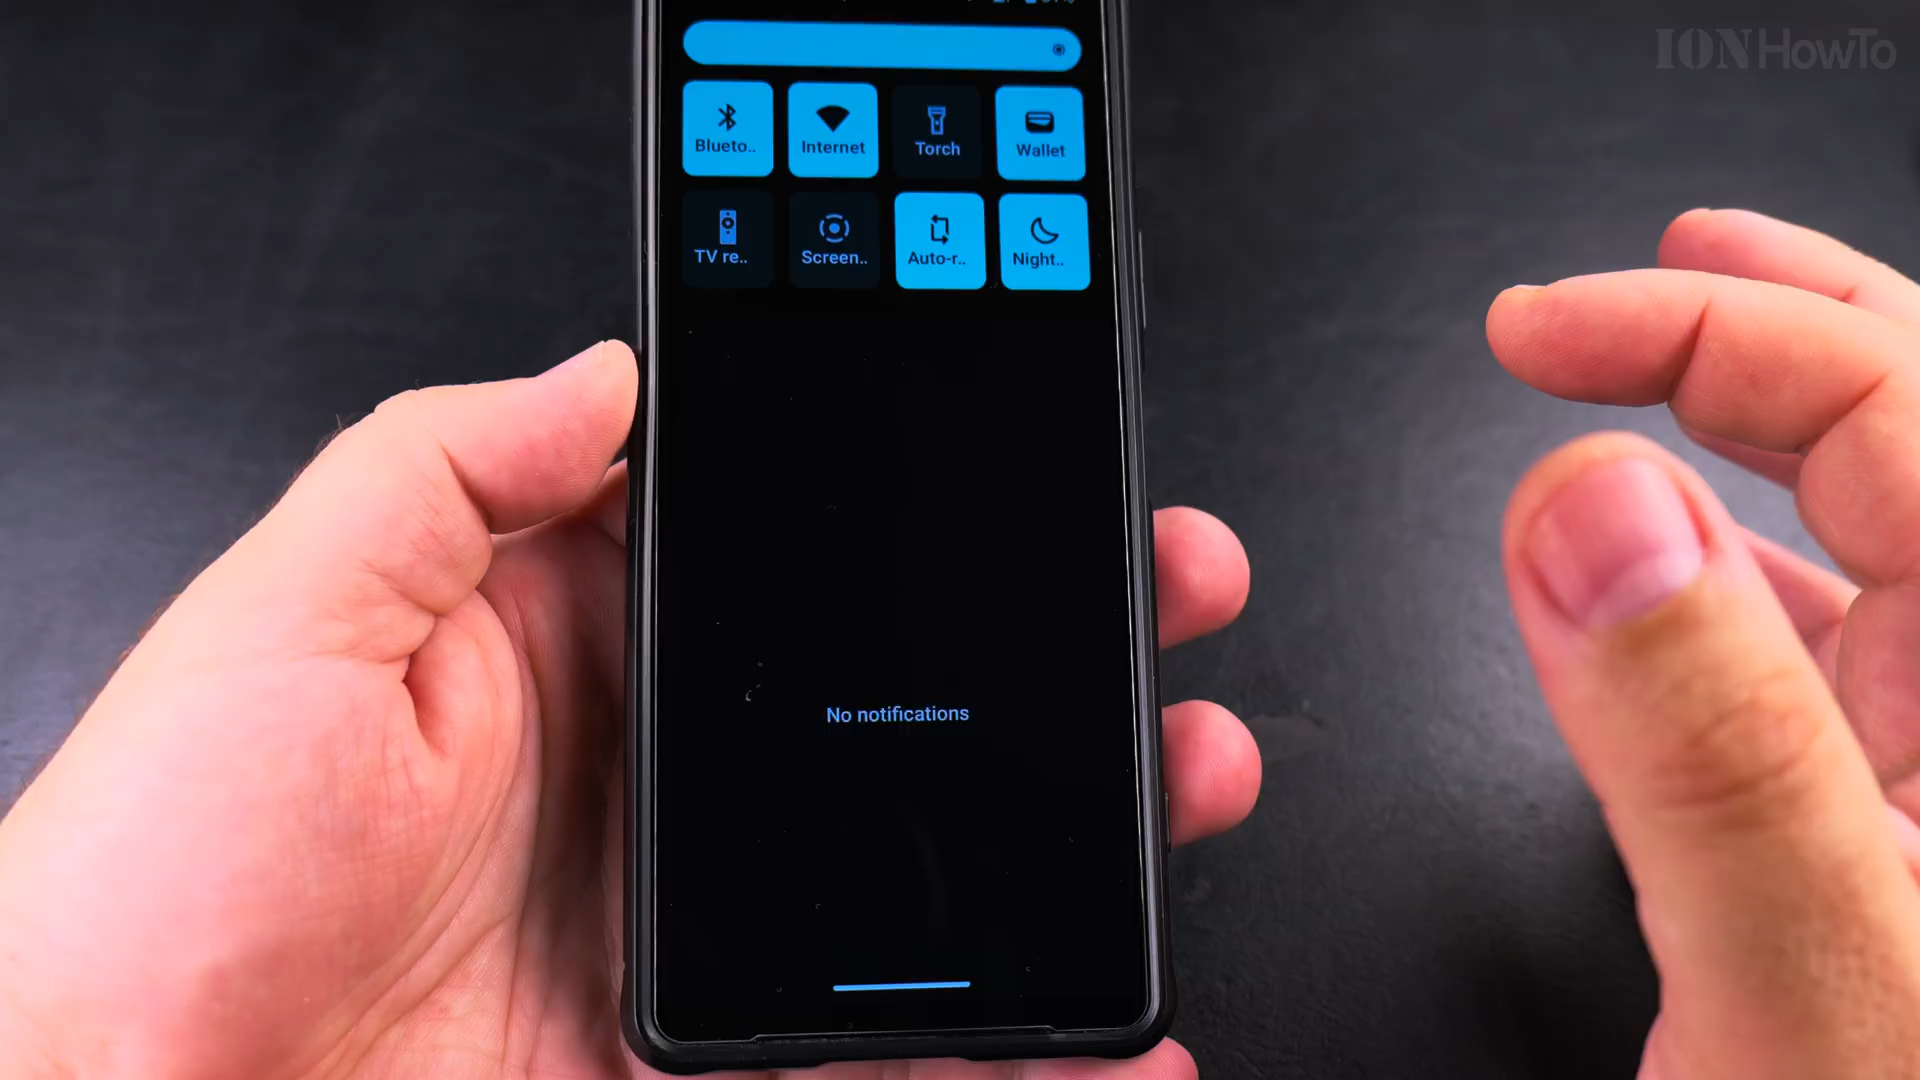 IONHowTo
Blueto..
Internet
Torch
Wallet
TV re..
Screen..
Auto-r..
Night..
No notifications